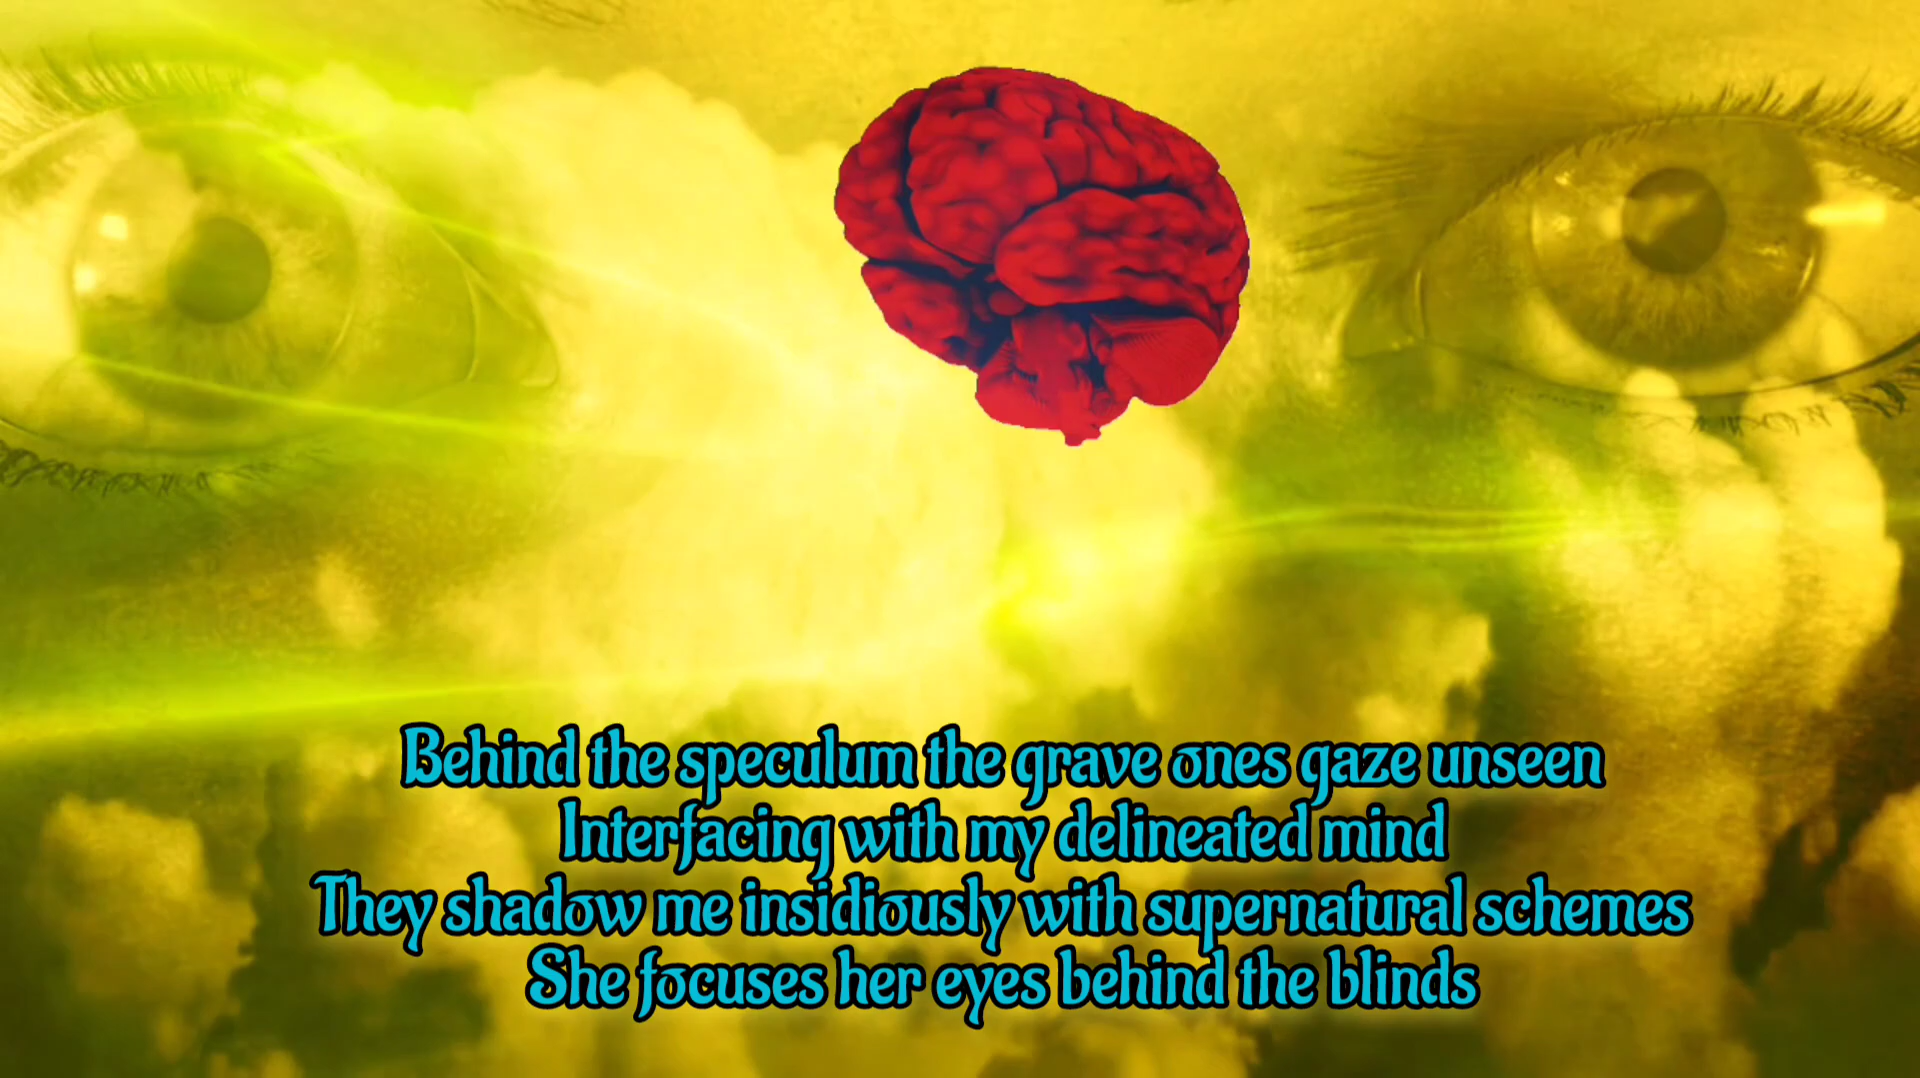 Behind the speculum the grave ones gaze unseen
Interfacing with my delineated mind
They shadow me insidiously with supernatural schemes
She focuses her eyes behind the blinds